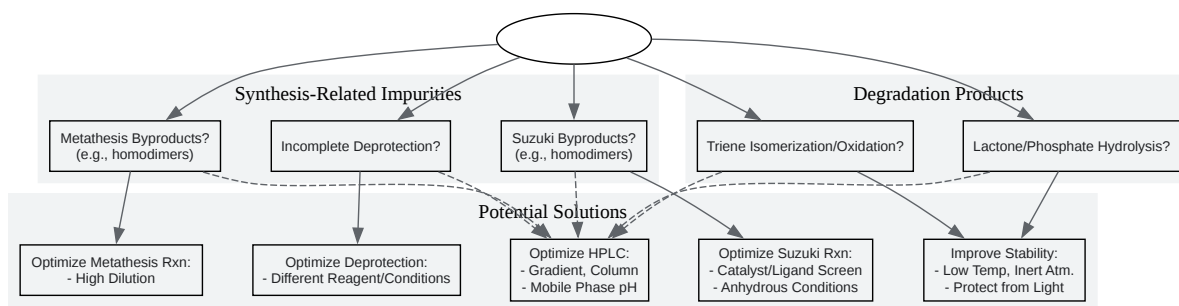 Synthesis-Related Impurities
Degradation Products
Metathesis Byproducts?
(e.g., homodimers)
Incomplete Deprotection?
Suzuki Byproducts?
(e.g., homodimers)
Triene Isomerization/Oxidation?
Lactone/Phosphate Hydrolysis?
Potential Solutions
Optimize Metathesis Rxn:
- High Dilution
Optimize Deprotection:
- Different Reagent/Conditions
Optimize HPLC:
- Gradient, Column
- Mobile Phase pH
Optimize Suzuki Rxn:
- Catalyst/Ligand Screen
- Anhydrous Conditions
Improve Stability:
- Low Temp, Inert Atm.
- Protect from Light